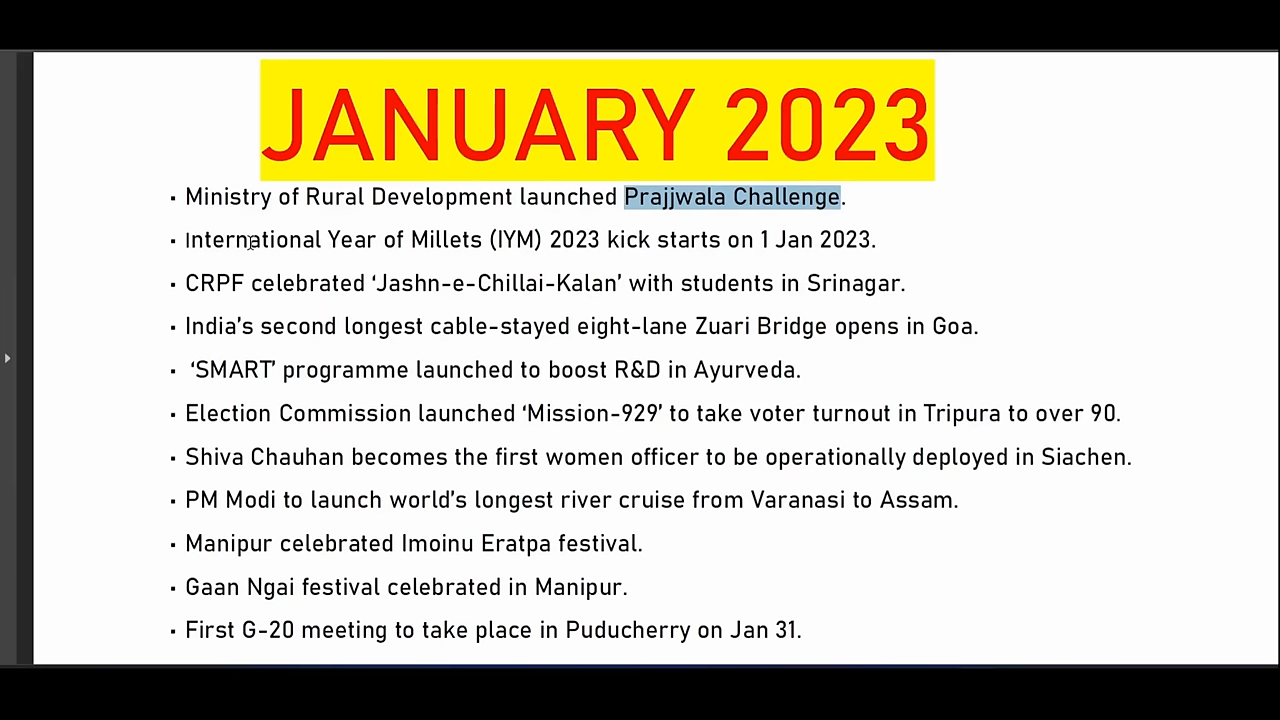 JANUARY 2023
▪ Ministry of Rural Development launched Prajjwala Challenge.
▪ International Year of Millets (IYM) 2023 kick starts on 1 Jan 2023.
▪ CRPF celebrated ‘Jashn-e-Chillai-Kalan’ with students in Srinagar.
▪ India’s second longest cable-stayed eight-lane Zuari Bridge opens in Goa.
▪ ‘SMART’ programme launched to boost R&D in Ayurveda.
▪ Election Commission launched ‘Mission-929’ to take voter turnout in Tripura to over 90.
▪ Shiva Chauhan becomes the first women officer to be operationally deployed in Siachen.
▪ PM Modi to launch world’s longest river cruise from Varanasi to Assam.
▪ Manipur celebrated Imoinu Eratpa festival.
▪ Gaan Ngai festival celebrated in Manipur.
▪ First G-20 meeting to take place in Puducherry on Jan 31.